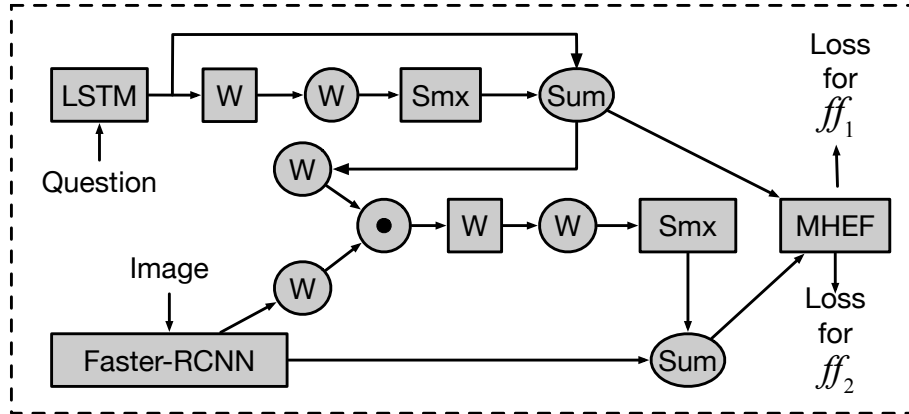 Loss
for
ff₁
LSTM
W
W
Smx
Sum
Question
W
W
W
Smx
MHEF
Image
W
Loss
for
ff₂
Faster-RCNN
Sum